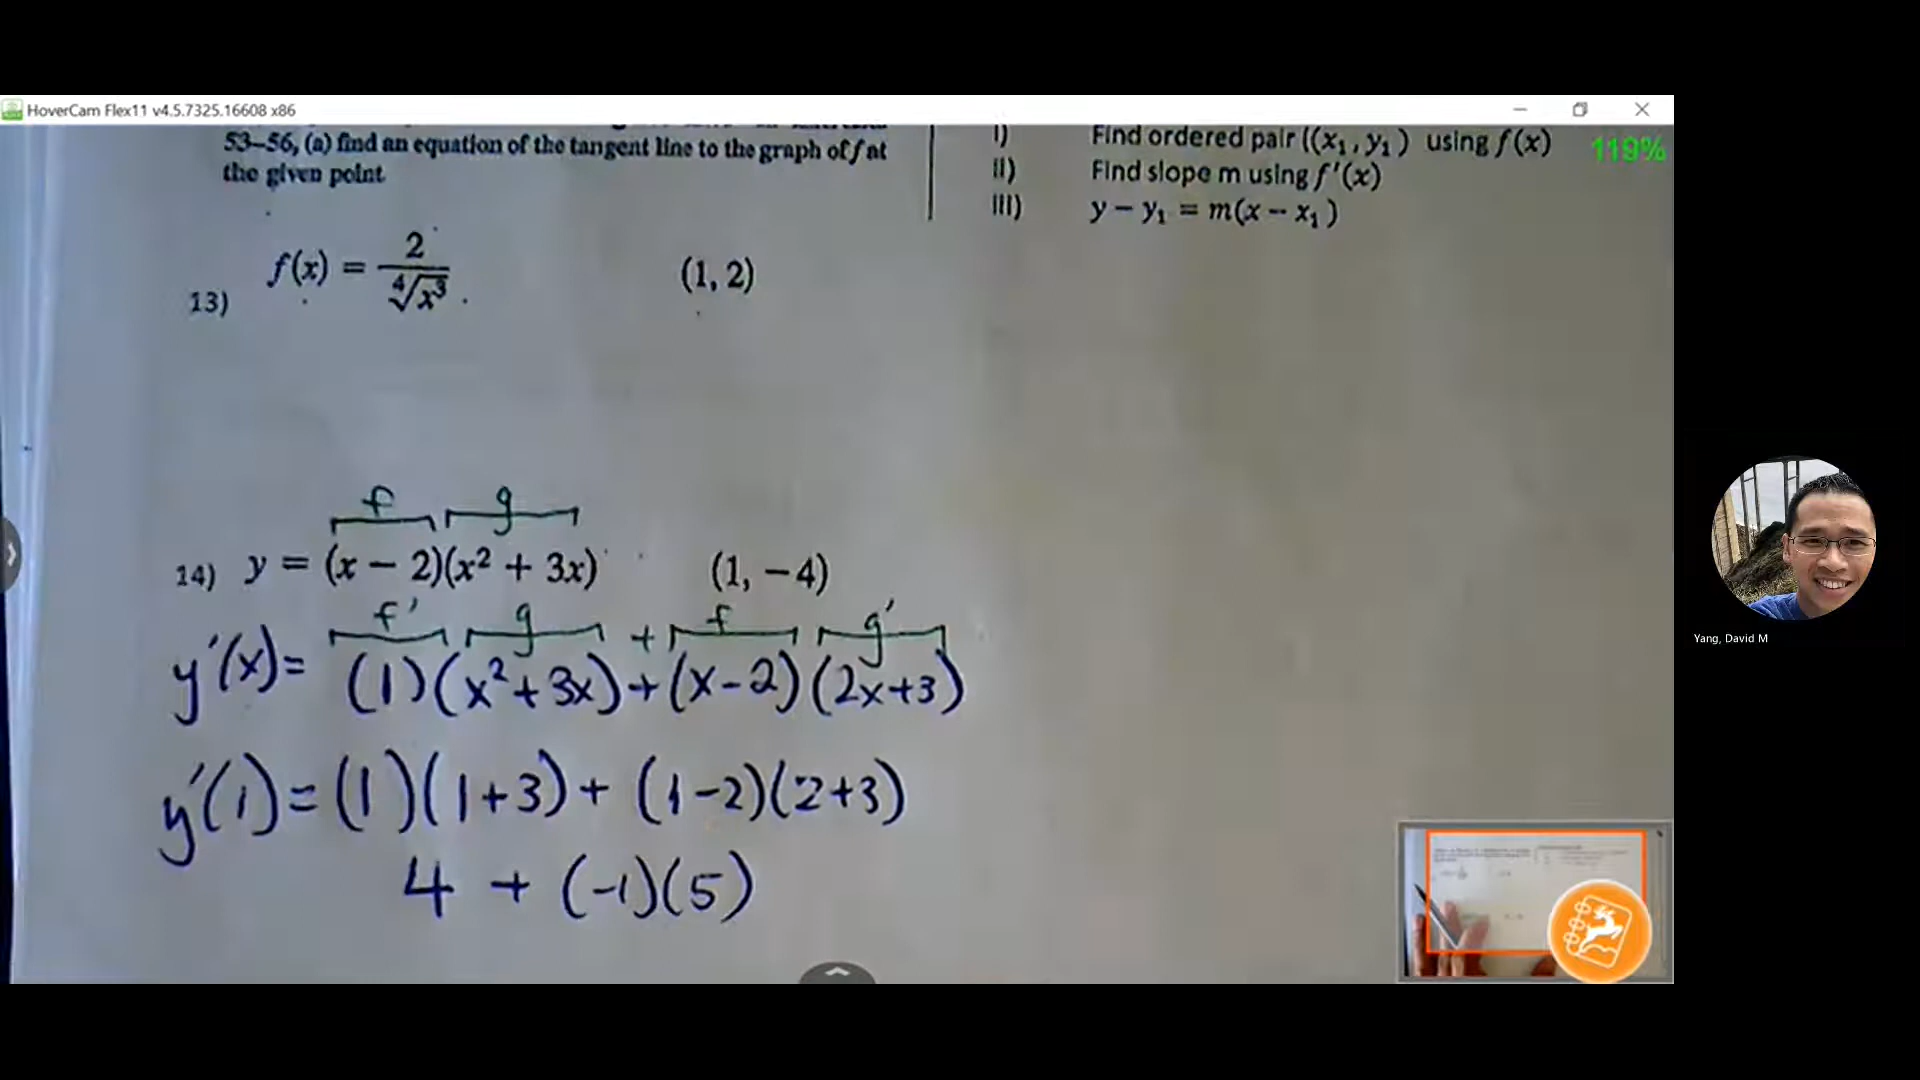 HoverCam Flex11 v4.5.7325.16608 x86
53–56, (a) find an equation of the tangent line to the graph of f at
the given point
I) Find ordered pair ((x₁, y₁) using f(x)
II) Find slope m using f′(x)
III) y − y₁ = m(x − x₁)
119%
13) f(x) = 2/∜x³ . (1, 2)
f g
14) y = (x − 2)(x² + 3x) (1, −4)
f' g + f g'
y'(x) = (1)(x²+3x)+(x-2)(2x+3)
y'(1) = (1)(1+3)+(1-2)(2+3)
4 + (-1)(5)
Yang, David M